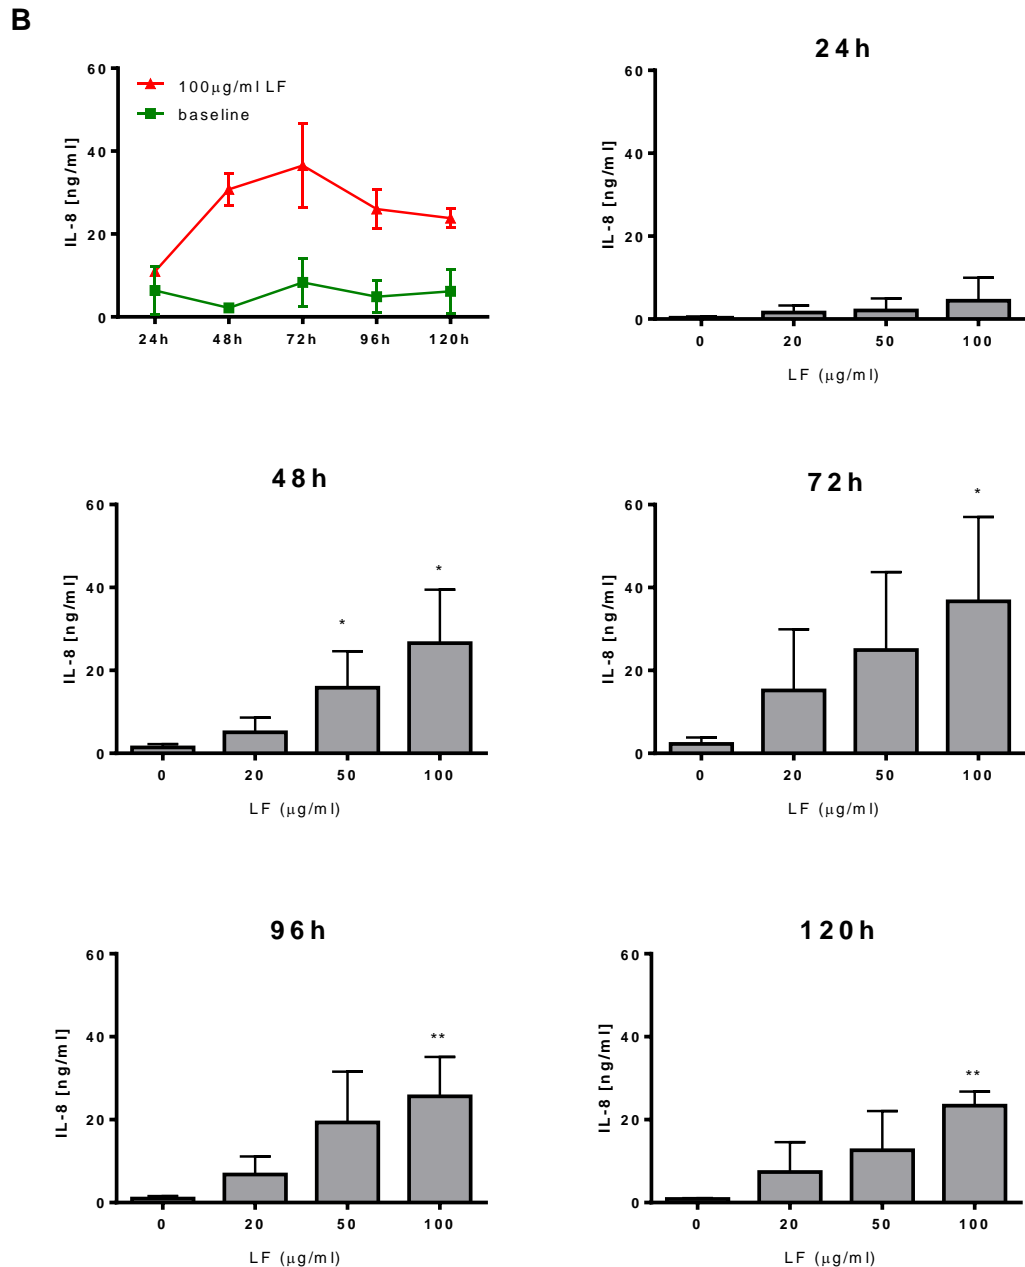 B
60
40
20
0
IL-8 [ng/ml]
100μg/ml LF
baseline
24h 48h 72h 96h 120h
24h
60
40
20
0
IL-8 [ng/ml]
0 20 50 100
LF (μg/ml)
48h
60
40
20
0
IL-8 [ng/ml]
*
*
0 20 50 100
LF (μg/ml)
72h
60
40
20
0
IL-8 [ng/ml]
*
0 20 50 100
LF (μg/ml)
96h
60
40
20
0
IL-8 [ng/ml]
**
0 20 50 100
LF (μg/ml)
120h
60
40
20
0
IL-8 [ng/ml]
**
0 20 50 100
LF (μg/ml)